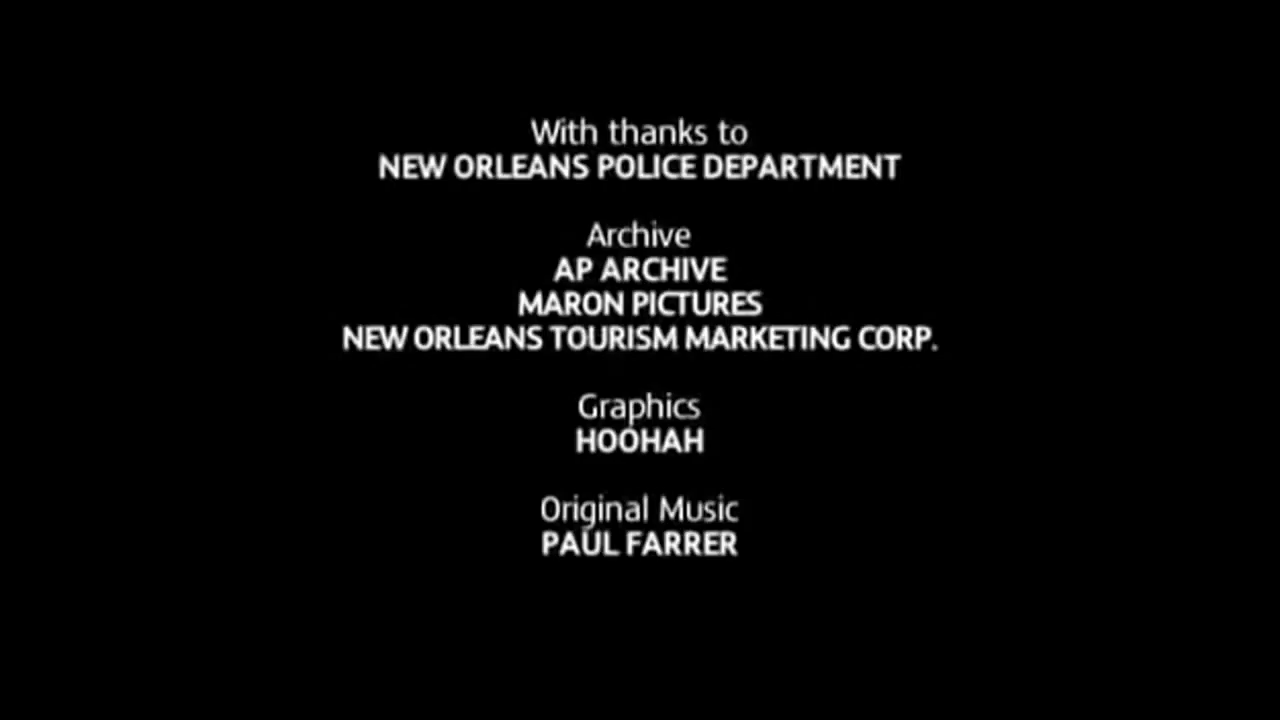 With thanks to
NEW ORLEANS POLICE DEPARTMENT
Archive
AP ARCHIVE
MARON PICTURES
NEW ORLEANS TOURISM MARKETING CORP.
Graphics
HOOHAH
Original Music
PAUL FARRER